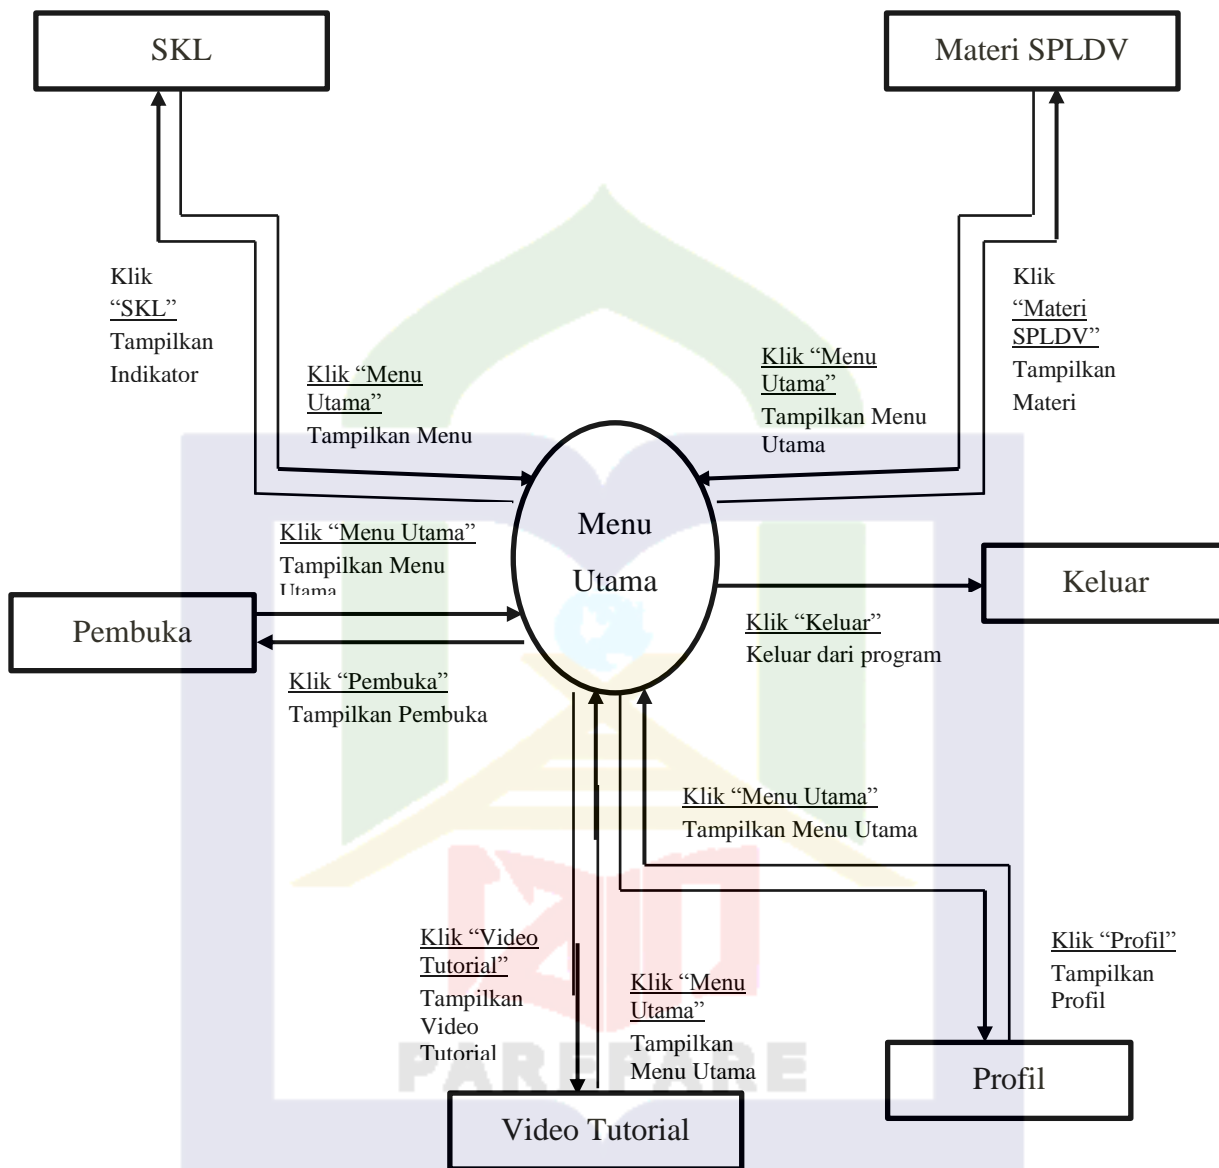 SKL
Materi SPLDV
Klik
“SKL”
Tampilkan
Indikator
Klik
“Materi
SPLDV”
Tampilkan
Materi
Klik “Menu
Utama”
Tampilkan Menu
Klik “Menu
Utama”
Tampilkan Menu
Utama
Menu
Utama
Klik “Menu Utama”
Tampilkan Menu
Utama
Pembuka
Klik “Pembuka”
Tampilkan Pembuka
Keluar
Klik “Keluar”
Keluar dari program
Klik “Menu Utama”
Tampilkan Menu Utama
Klik “Video
Tutorial”
Tampilkan
Video
Tutorial
Klik “Menu
Utama”
Tampilkan
Menu Utama
Klik “Profil”
Tampilkan
Profil
PAREPARE
Profil
Video Tutorial